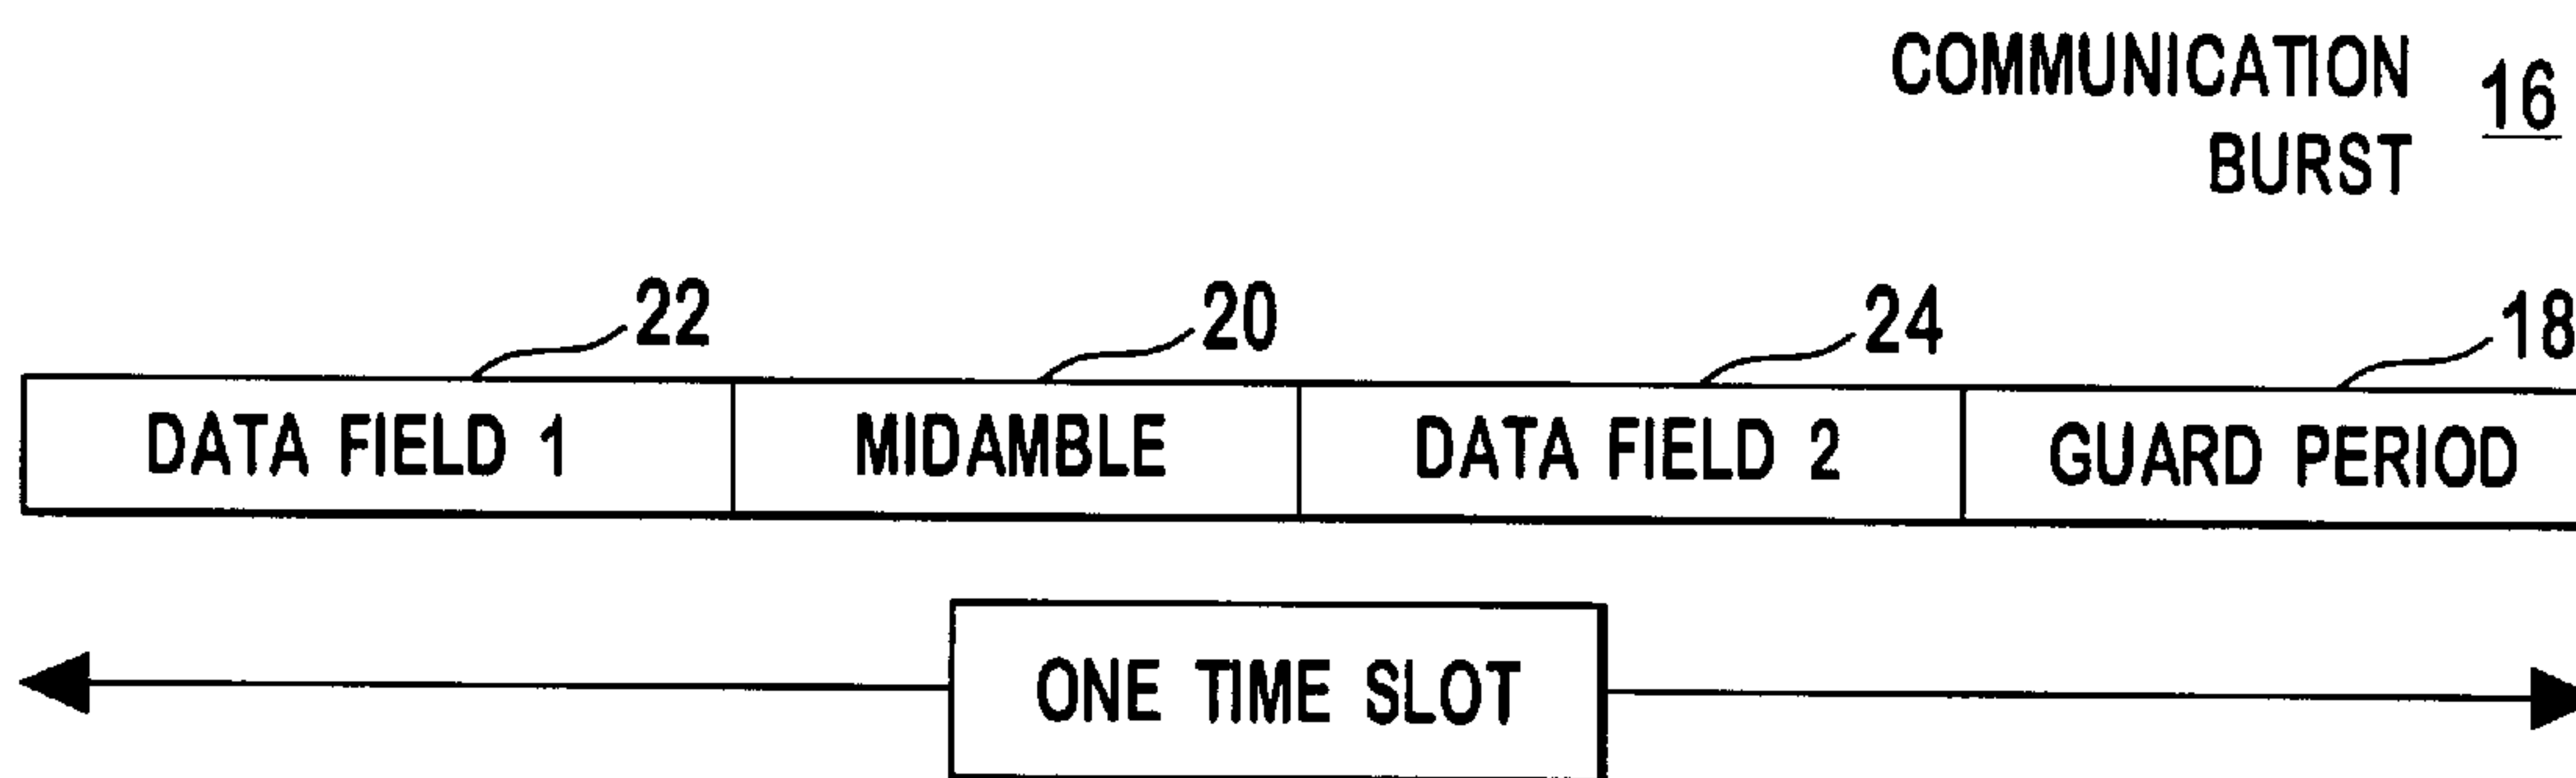 COMMUNICATION
BURST
16
22
20
24
18
DATA FIELD 1
MIDAMBLE
DATA FIELD 2
GUARD PERIOD
ONE TIME SLOT